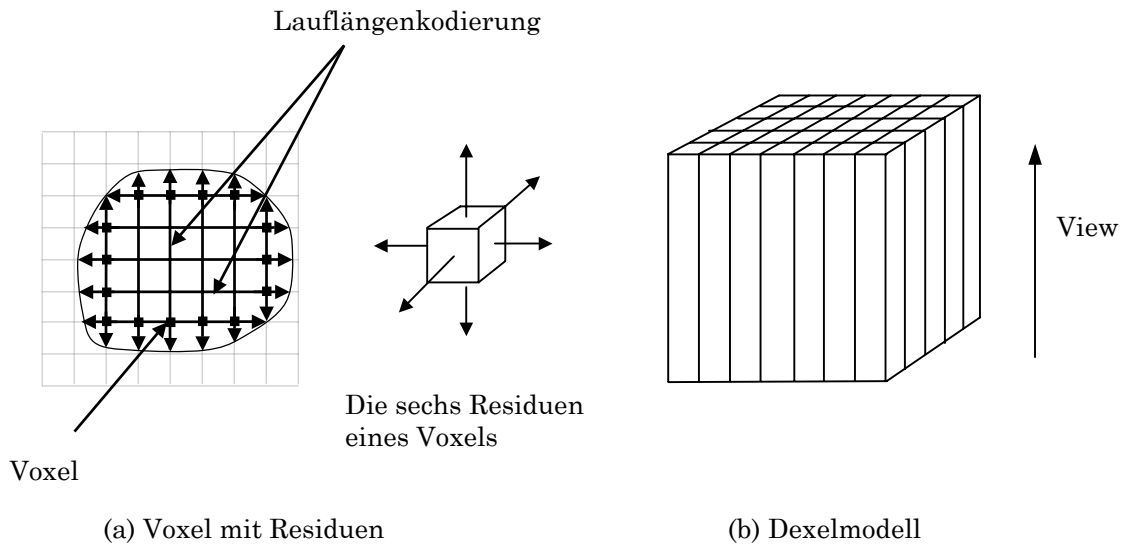 Lauflängenkodierung
View
Die sechs Residuen
eines Voxels
Voxel
(a) Voxel mit Residuen
(b) Dexelmodell